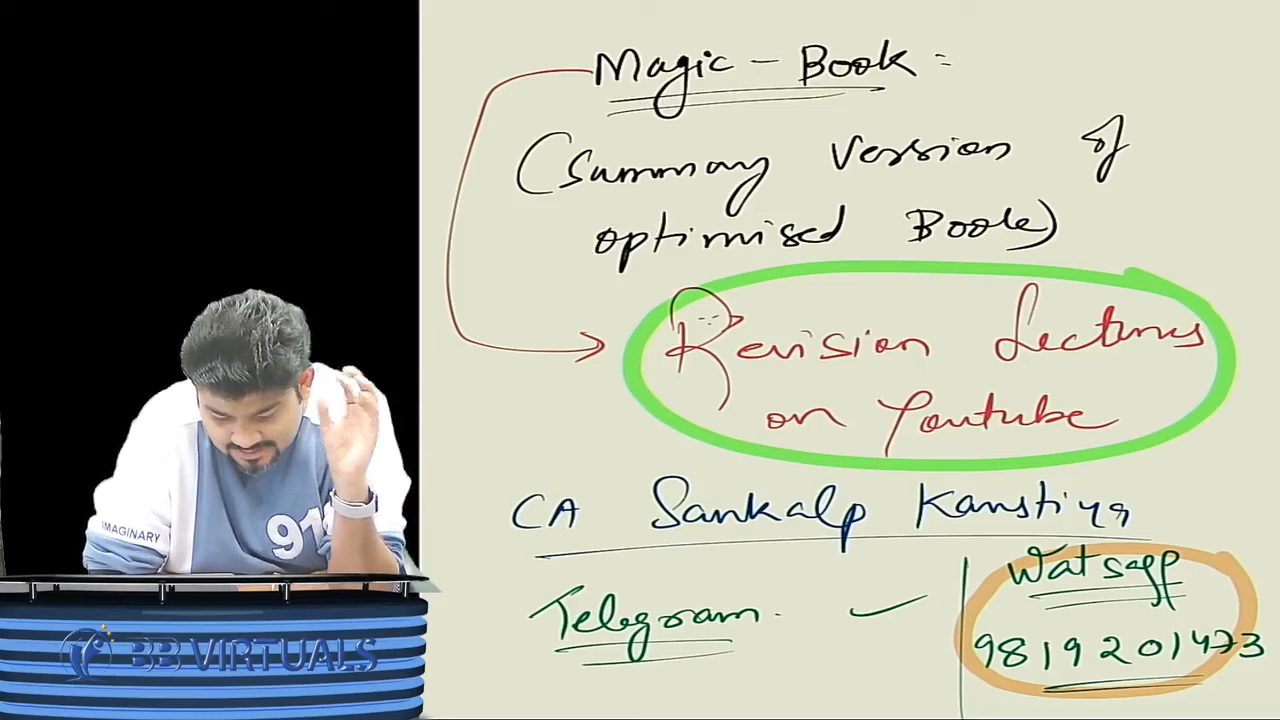 Magic - Book :
(Summary Version of
optimised Book)
Revision Lectures
on Youtube
CA Sankalp Kanstiya
Telegram.
Watsapp
9819201473
IMAGINARY
911
BB VIRTUALS